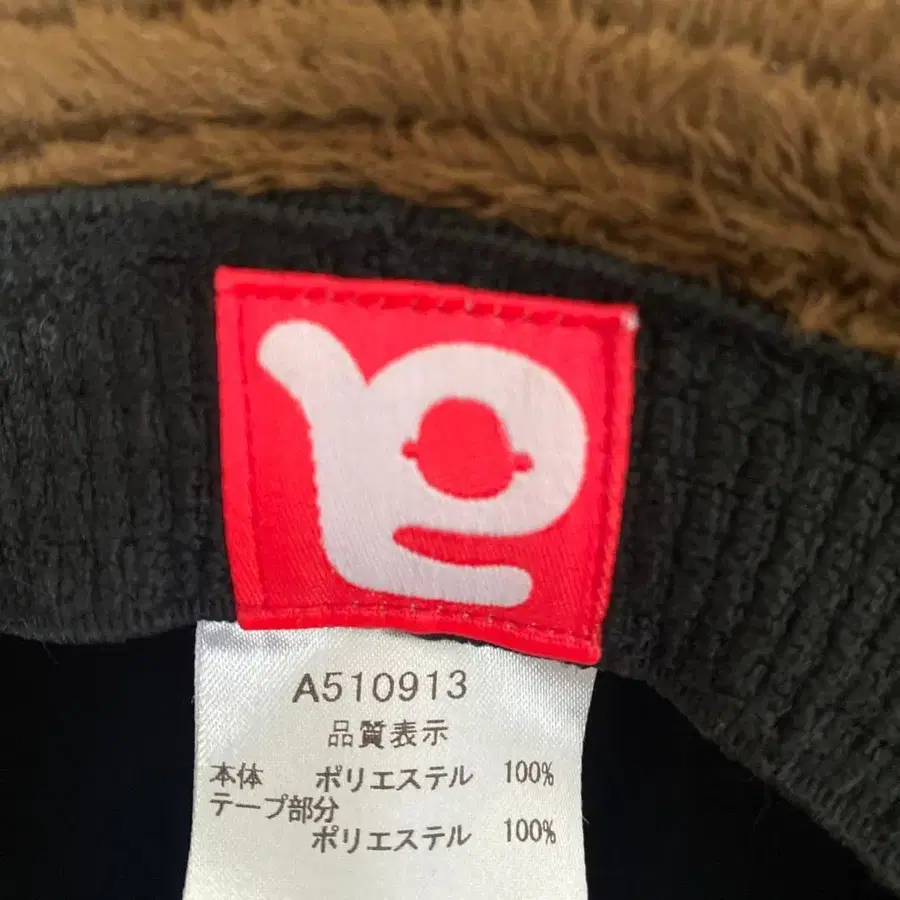 A510913
品質表示
本体 ポリエステル 100%
テープ部分
ポリエステル 100%